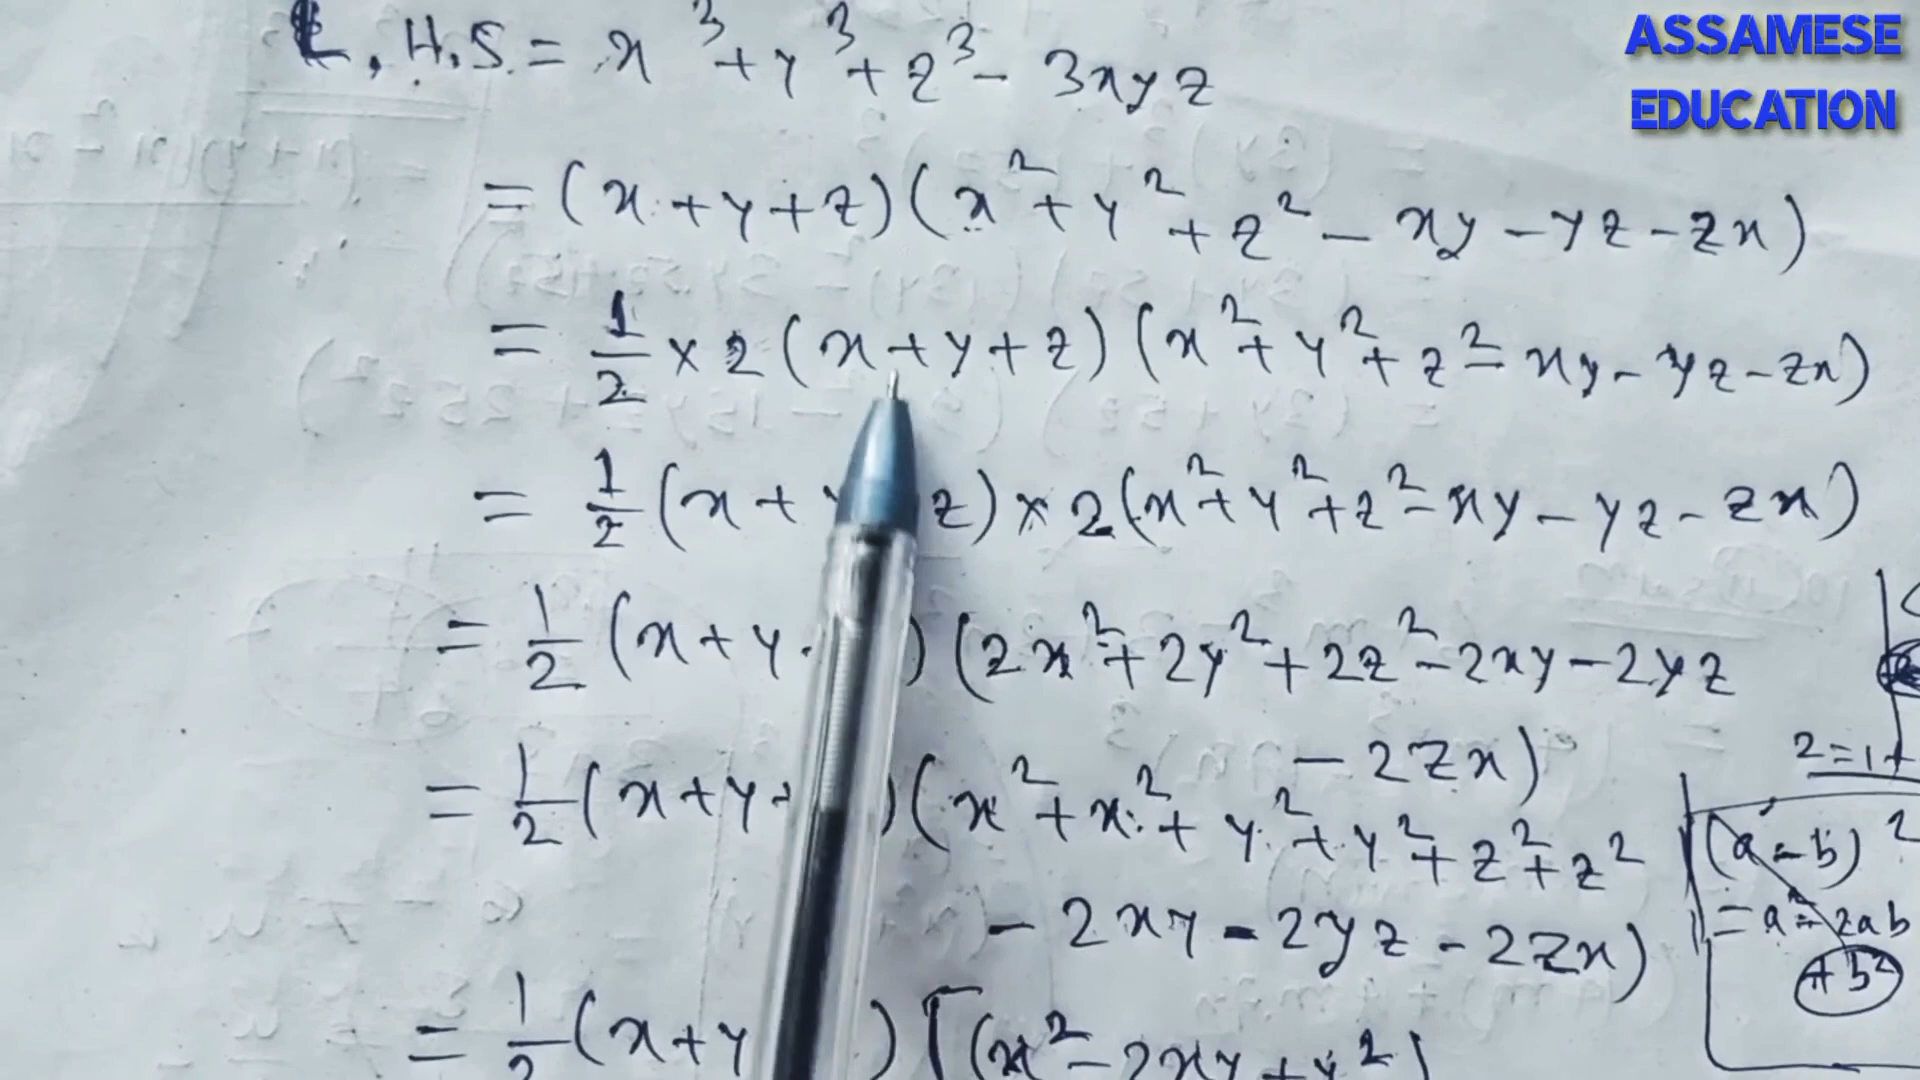 ASSAMESE
EDUCATION
L.H.S. = x³ + y³ + z³ - 3xyz
= (x + y + z)(x² + y² + z² - xy - yz - zx)
= 1/2 × 2 (x + y + z) (x² + y² + z² - xy - yz - zx)
= 1/2 (x + z) × 2 (x² + y² + z² - xy - yz - zx)
= 1/2 (x + y ) (2x² + 2y² + 2z² - 2xy - 2yz
- 2zx)
= 1/2 (x + y + ) (x² + x² + y² + y² + z² + z²
- 2xy - 2yz - 2zx)
= 1/2 (x + y ) [(x² - 2xy + y²)
2 = 1 +
(a - b)²
= a² - 2ab
+ b²